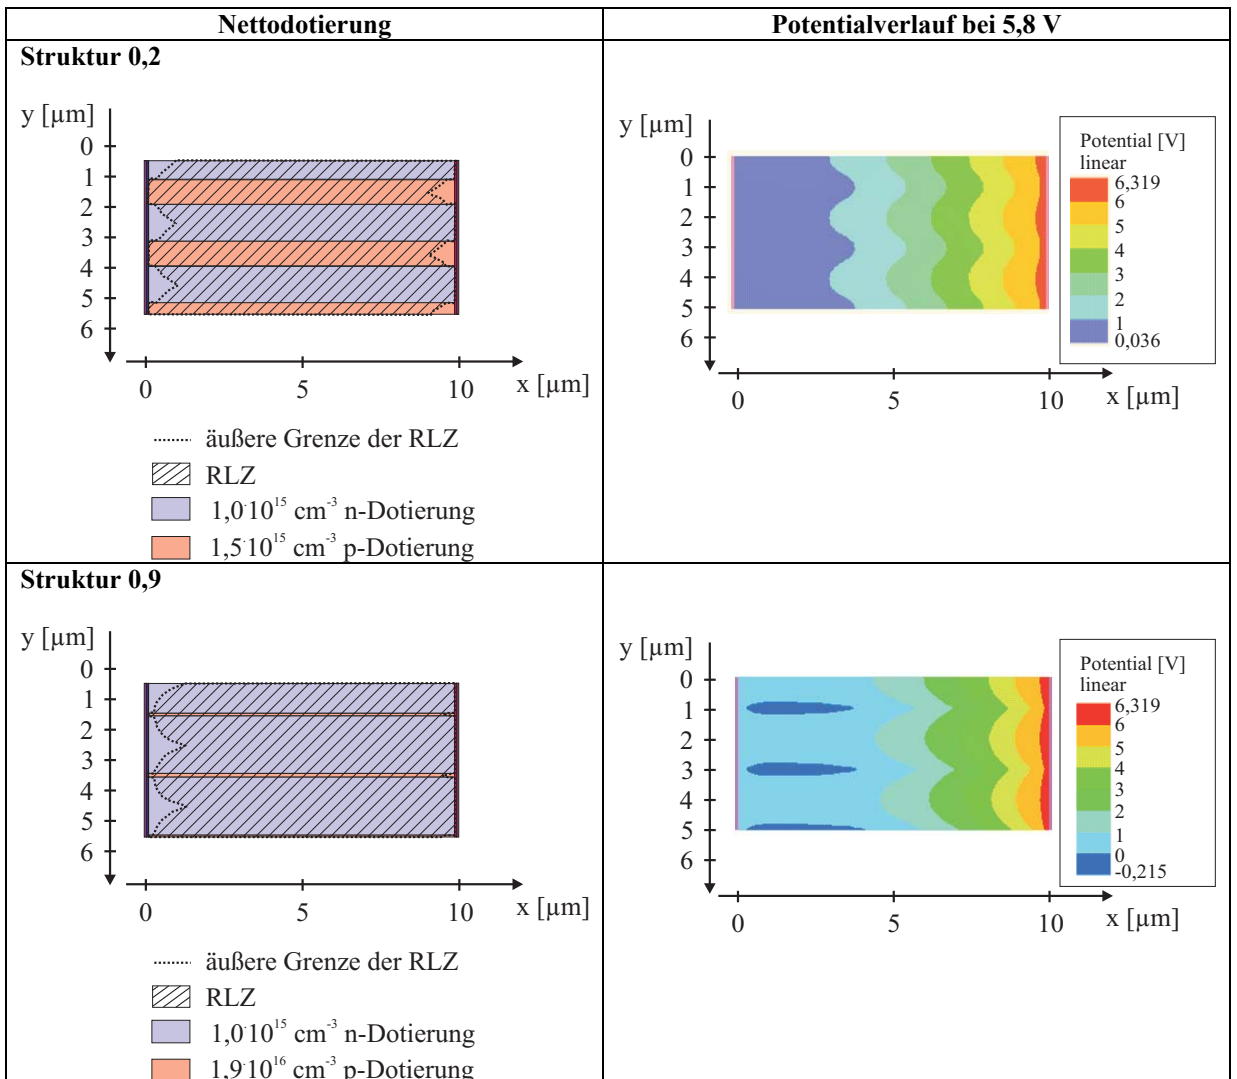 Nettodotierung
Potentialverlauf bei 5,8 V
Struktur 0,2
y [µm]
0
1
2
3
4
5
6
0 5 10 x [µm]
äußere Grenze der RLZ
RLZ
1,0·10¹⁵ cm⁻³ n-Dotierung
1,5·10¹⁵ cm⁻³ p-Dotierung
y [µm]
0
1
2
3
4
5
6
0 5 10 x [µm]
Potential [V]
linear
6,319
6
5
4
3
2
1
0,036
Struktur 0,9
y [µm]
0
1
2
3
4
5
6
0 5 10 x [µm]
äußere Grenze der RLZ
RLZ
1,0·10¹⁵ cm⁻³ n-Dotierung
1,9·10¹⁶ cm⁻³ p-Dotierung
y [µm]
0
1
2
3
4
5
6
0 5 10 x [µm]
Potential [V]
linear
6,319
6
5
4
3
2
1
0
-0,215